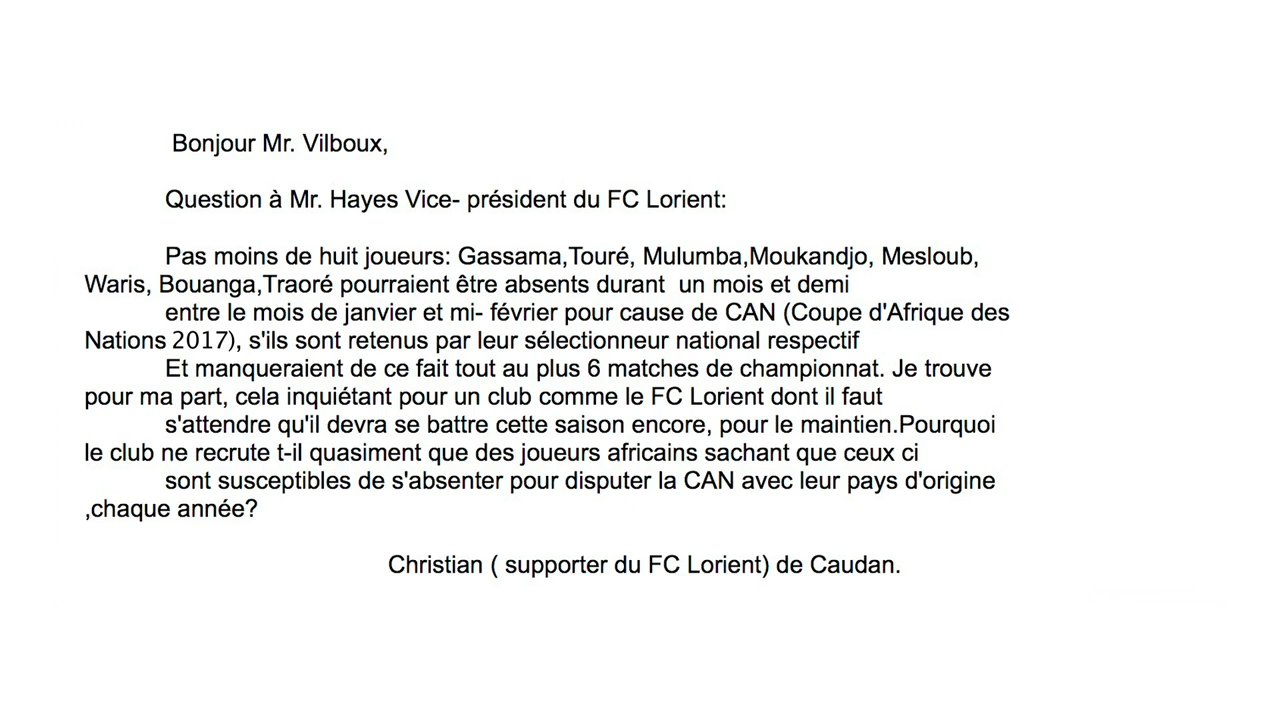 Bonjour Mr. Vilboux,
Question à Mr. Hayes Vice- président du FC Lorient:
Pas moins de huit joueurs: Gassama,Touré, Mulumba,Moukandjo, Mesloub,
Waris, Bouanga,Traoré pourraient être absents durant  un mois et demi
entre le mois de janvier et mi- février pour cause de CAN (Coupe d'Afrique des
Nations 2017), s'ils sont retenus par leur sélectionneur national respectif
Et manqueraient de ce fait tout au plus 6 matches de championnat. Je trouve
pour ma part, cela inquiétant pour un club comme le FC Lorient dont il faut
s'attendre qu'il devra se battre cette saison encore, pour le maintien.Pourquoi
le club ne recrute t-il quasiment que des joueurs africains sachant que ceux ci
sont susceptibles de s'absenter pour disputer la CAN avec leur pays d'origine
,chaque année?
Christian ( supporter du FC Lorient) de Caudan.